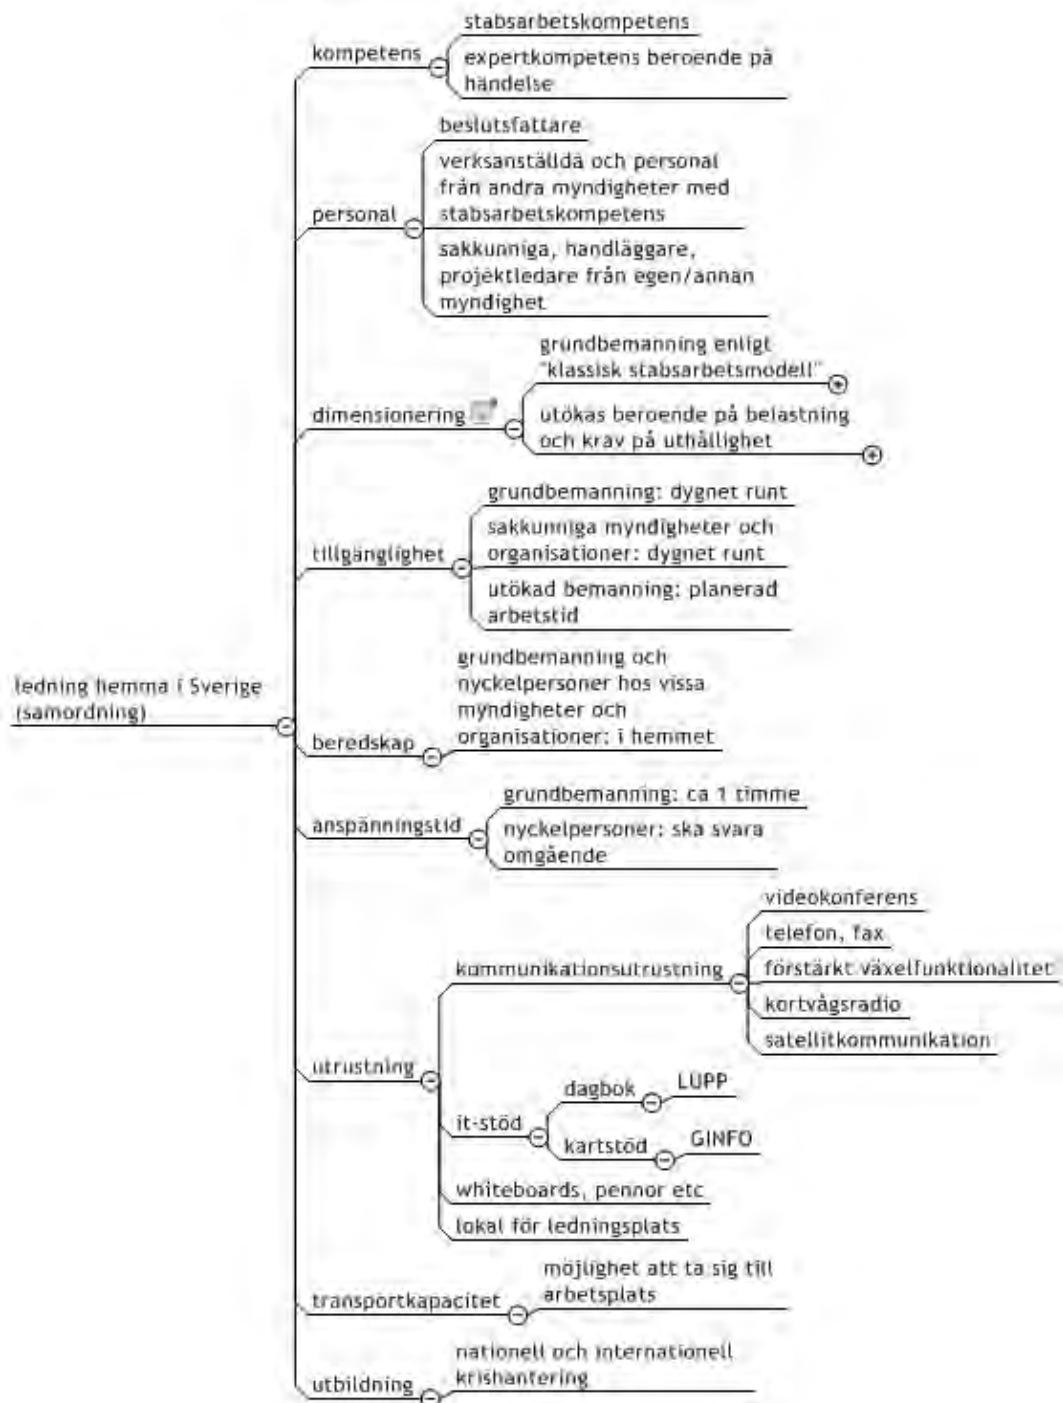 stabsarbetskompetens
kompetens
expertkompetens beroende på
händelse
beslutsfattare
verksanställda och personal
från andra myndigheter med
stabsarbetskompetens
personal
sakkunniga, handläggare,
projektledare från egen/annan
myndighet
grundbemanning enligt
"klassisk stabsarbetsmodell"
dimensionering
utökas beroende på belastning
och krav på uthållighet
grundbemanning: dygnet runt
sakkunniga myndigheter och
organisationer: dygnet runt
tillgänglighet
utökad bemanning: planerad
arbetstid
ledning hemma i Sverige
(samordning)
grundbemanning och
nyckelpersoner hos vissa
myndigheter och
organisationer: i hemmet
beredskap
grundbemanning: ca 1 timme
anspänningstid
nyckelpersoner: ska svara
omgående
videokonferens
telefon, fax
kommunikationsutrustning
förstärkt växelfunktionalitet
kortvågsradio
satellitkommunikation
utrustning
dagbok
LUPP
it-stöd
kartstöd
GINFO
whiteboards, pennor etc
lokal för ledningsplats
möjlighet att ta sig till
arbetsplats
transportkapacitet
nationell och internationell
krishantering
utbildning